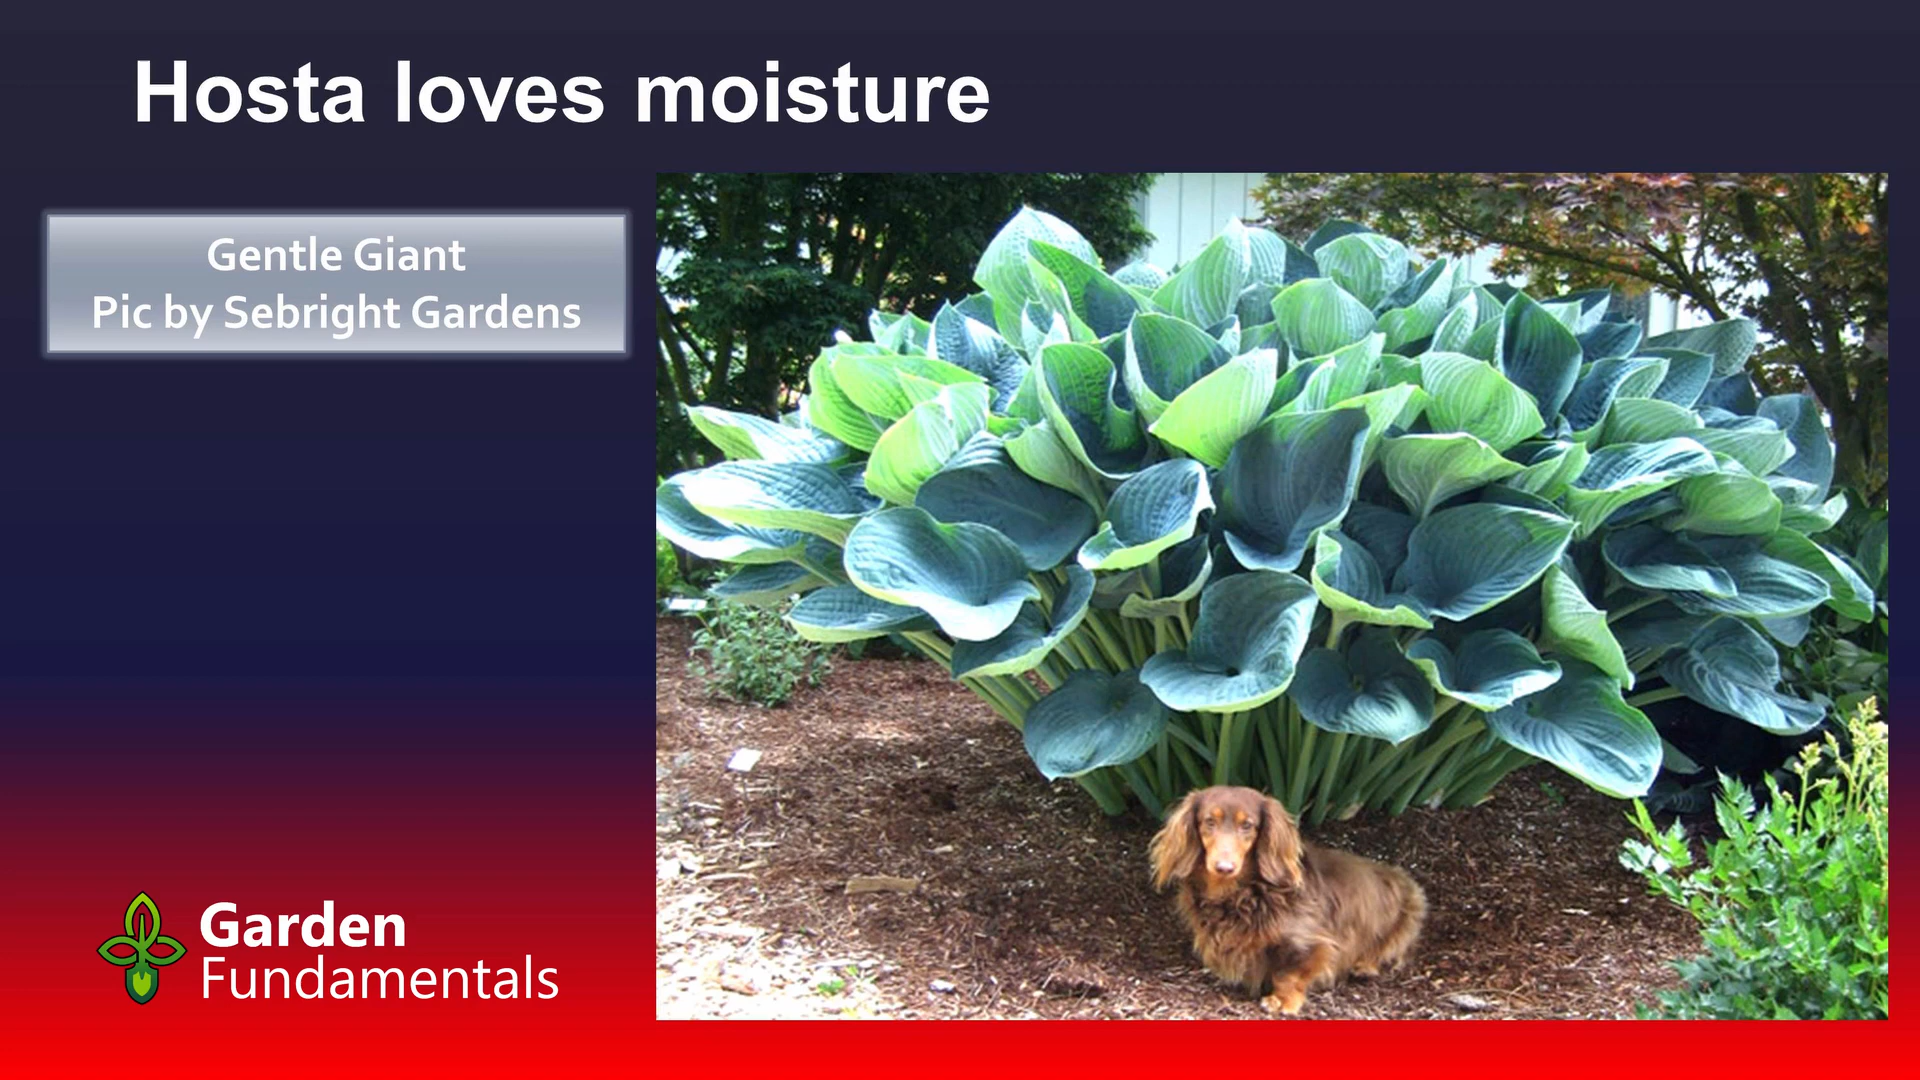 Hosta loves moisture
Gentle Giant
Pic by Sebright Gardens
Garden
Fundamentals